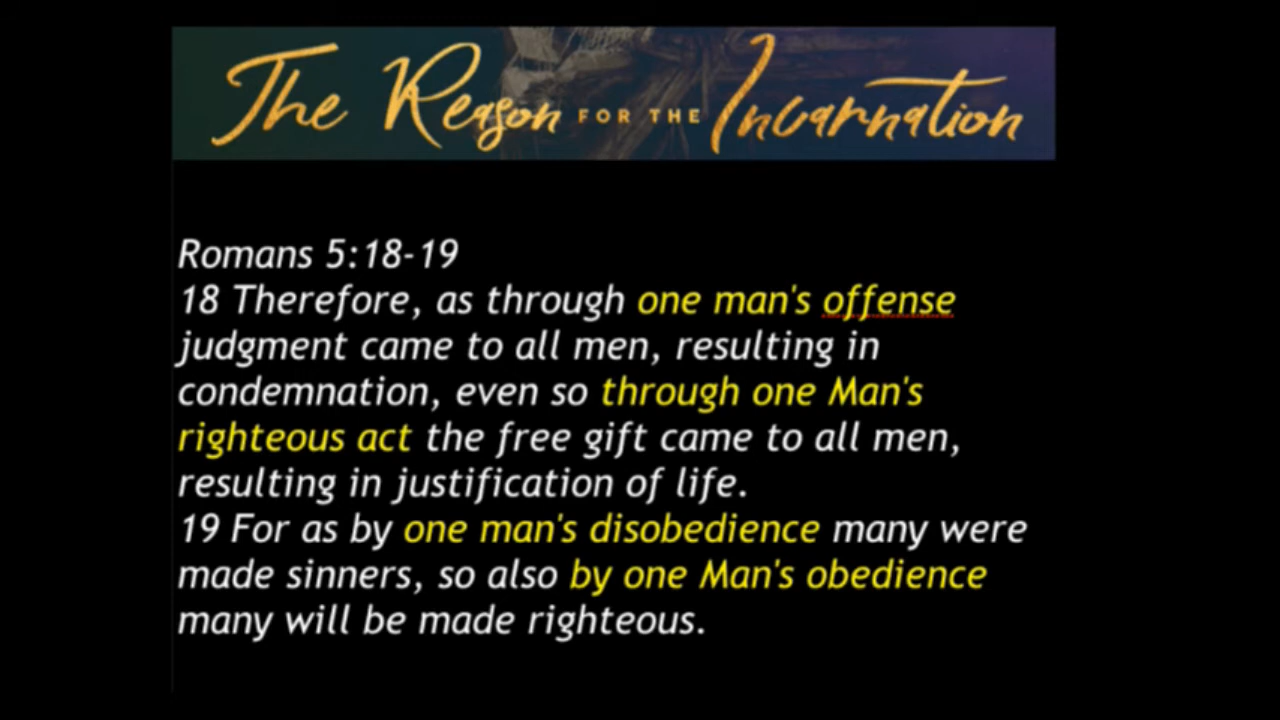 The Reason FOR THE Incarnation
Romans 5:18-19
18 Therefore, as through one man's offense
judgment came to all men, resulting in
condemnation, even so through one Man's
righteous act the free gift came to all men,
resulting in justification of life.
19 For as by one man's disobedience many were
made sinners, so also by one Man's obedience
many will be made righteous.